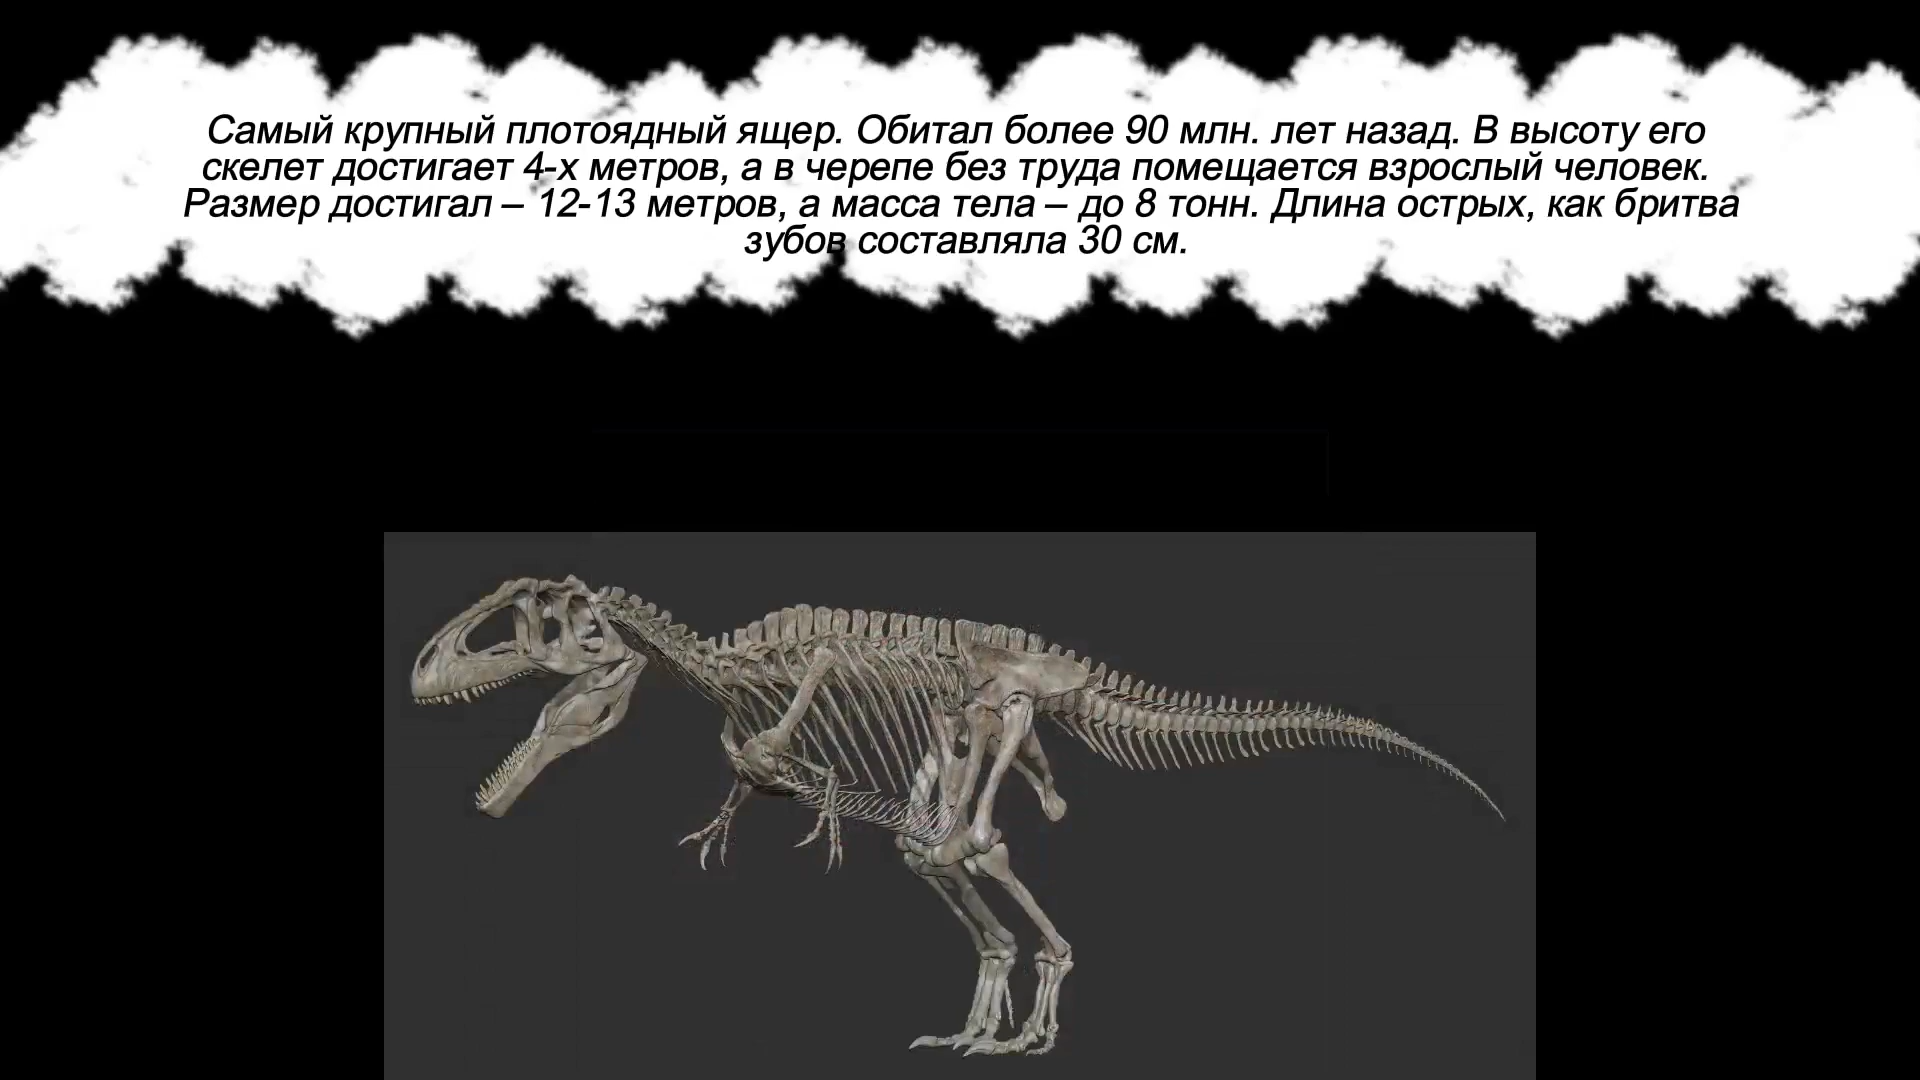 Самый крупный плотоядный ящер. Обитал более 90 млн. лет назад. В высоту его
скелет достигает 4-х метров, а в черепе без труда помещается взрослый человек.
Размер достигал – 12-13 метров, а масса тела – до 8 тонн. Длина острых, как бритва
зубов составляла 30 см.